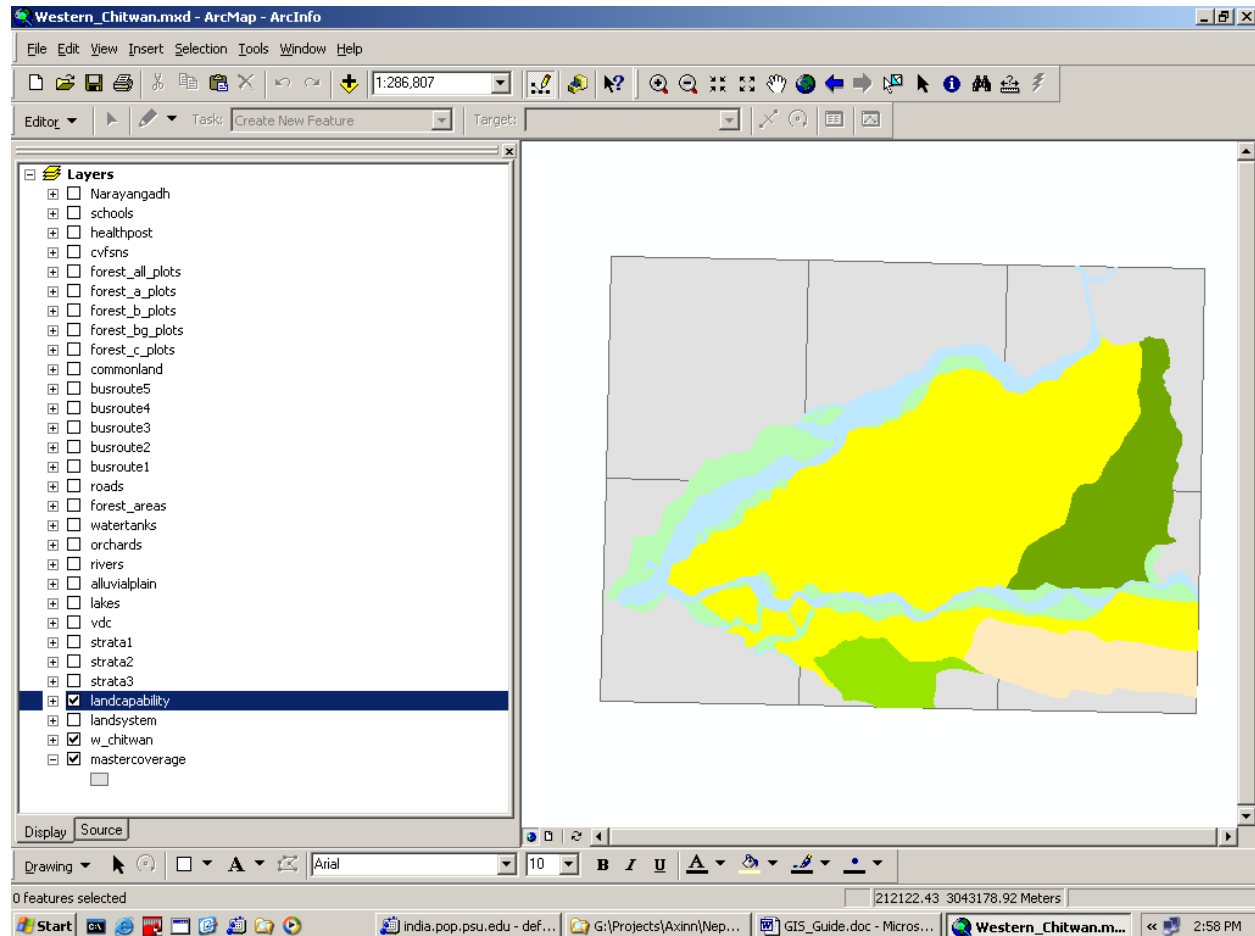 Western_Chitwan.mxd - ArcMap - ArcInfo
File Edit View Insert Selection Tools Window Help
1:286,807
Editor Task: Create New Feature Target:
Layers
Narayangadh
schools
healthpost
cvfsns
forest_all_plots
forest_a_plots
forest_b_plots
forest_bg_plots
forest_c_plots
commonland
busroute5
busroute4
busroute3
busroute2
busroute1
roads
forest_areas
watertanks
orchards
rivers
alluvialplain
lakes
vdc
strata1
strata2
strata3
landcapability
landsystem
w_chitwan
mastercoverage
Display Source
Drawing A Arial 10 B I U A
0 features selected 212122.43 3043178.92 Meters
Start india.pop.psu.edu - def... G:\Projects\Axinn\Nep... GIS_Guide.doc - Micros... Western_Chitwan.m... « 2:58 PM